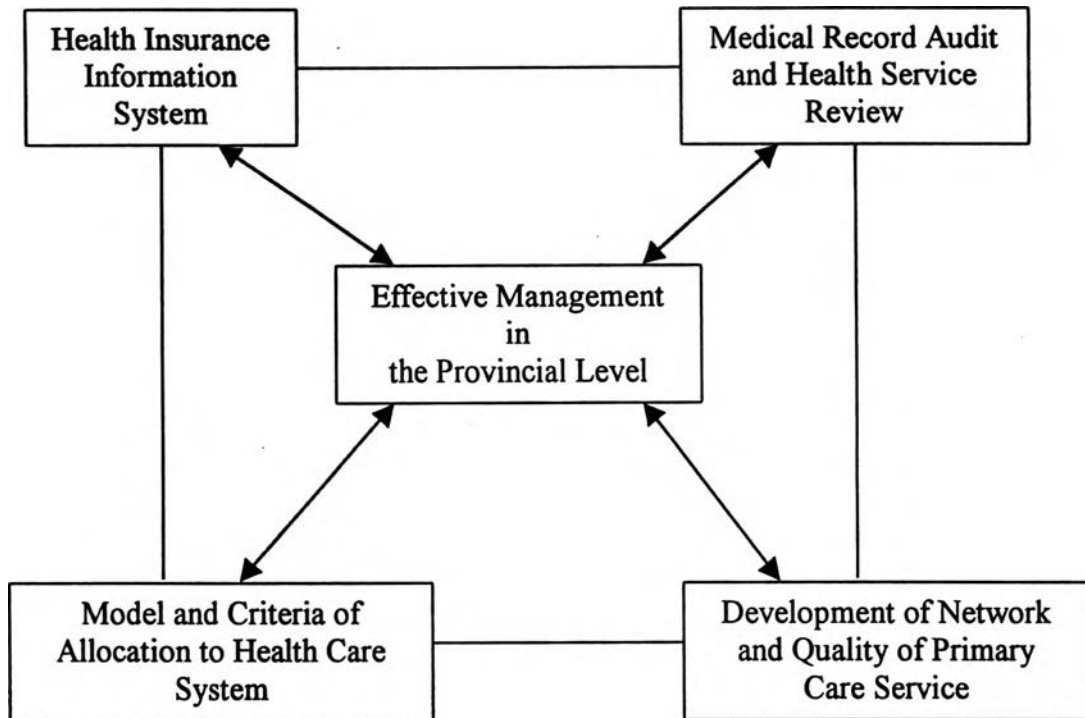 Health Insurance
Information
System
Medical Record Audit
and Health Service
Review
Effective Management
in
the Provincial Level
Model and Criteria of
Allocation to Health Care
System
Development of Network
and Quality of Primary
Care Service